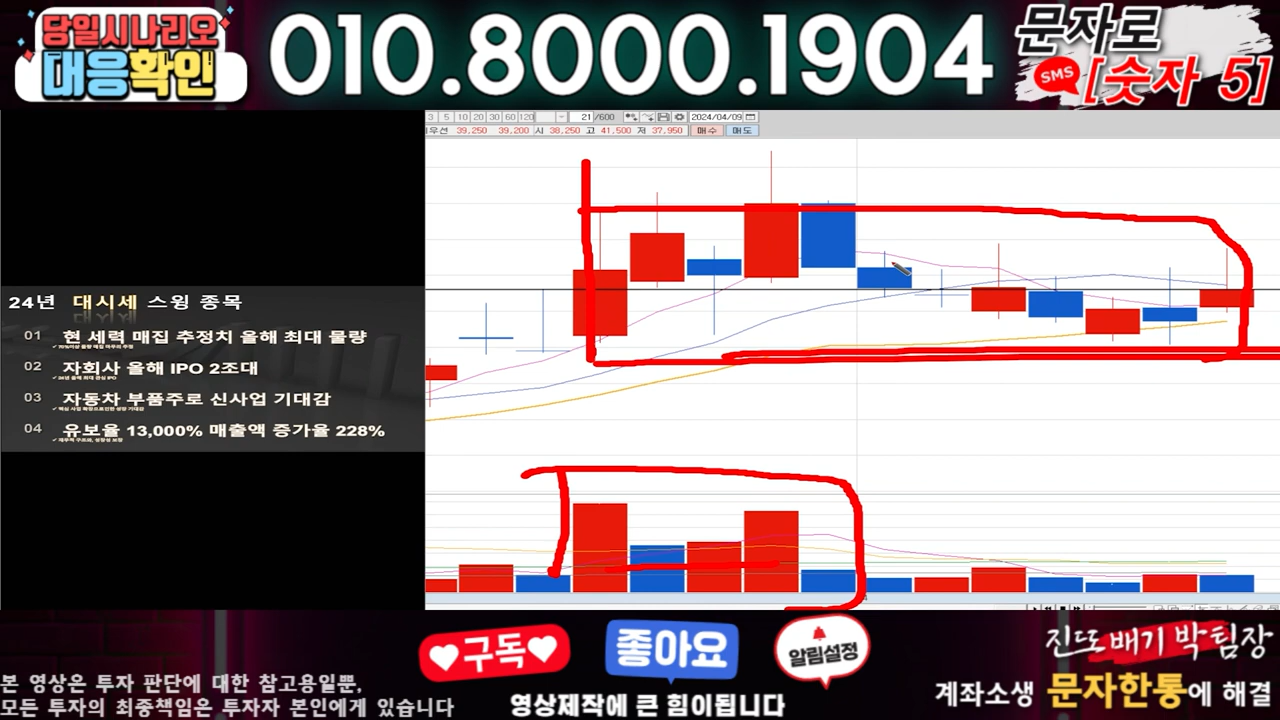 당일시나리오
대응확인
010.8000.1904
문자로
SMS
[숫자 5]
3 5 10 20 30 60 120 21 /600 2024/04/09
우선 39,250 39,200 시 38,250 고 41,500 저 37,950 매수 매도
24년 대시세 스윙 종목
01 현 세력 매집 추정치 올해 최대 물량
02 자회사 올해 IPO 2조대
03 자동차 부품주로 신사업 기대감
04 유보율 13,000% 매출액 증가율 228%
구독
좋아요
알림설정
영상제작에 큰 힘이됩니다
본 영상은 투자 판단에 대한 참고용일뿐,
모든 투자의 최종책임은 투자자 본인에게 있습니다
진또배기 박팀장
계좌소생 문자한통에 해결